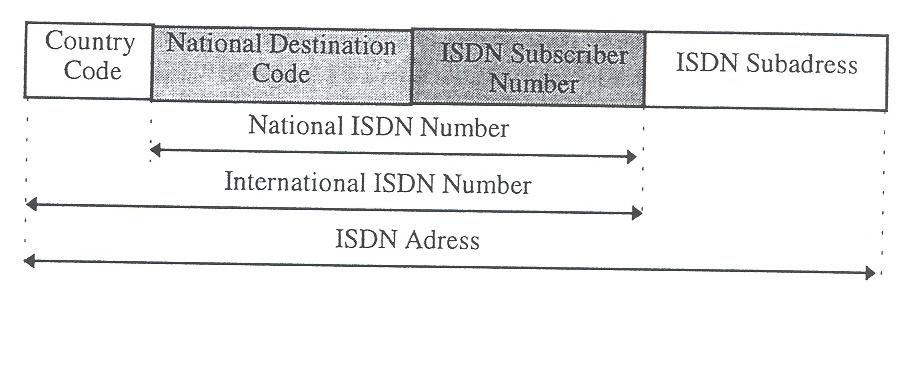 Country
Code
National Destination
Code
ISDN Subscriber
Number
ISDN Subadress
National ISDN Number
International ISDN Number
ISDN Adress